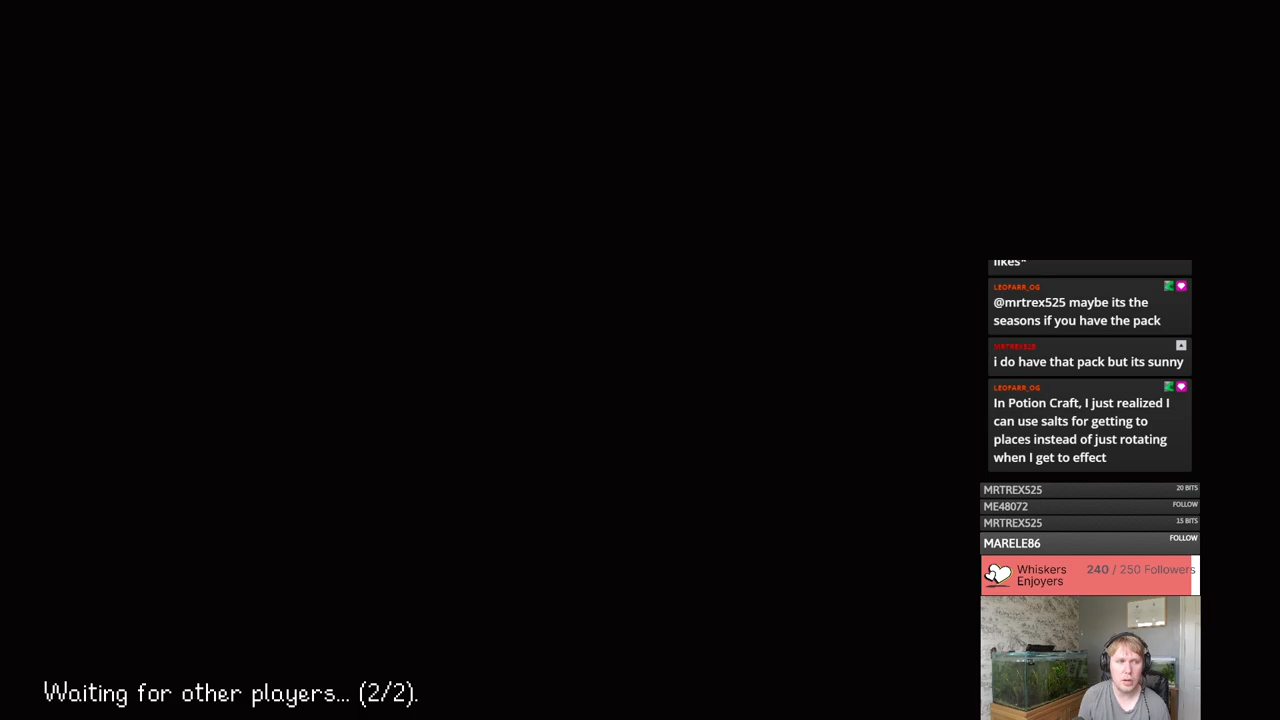 likes*
LEOFARR_OG
@mrtrex525 maybe its the
seasons if you have the pack
MRTREX525
i do have that pack but its sunny
LEOFARR_OG
In Potion Craft, I just realized I
can use salts for getting to
places instead of just rotating
when I get to effect
MRTREX525 20 BITS
ME48072 FOLLOW
MRTREX525 15 BITS
MARELE86 FOLLOW
Whiskers
Enjoyers
240 / 250 Followers
Waiting for other players... (2/2).